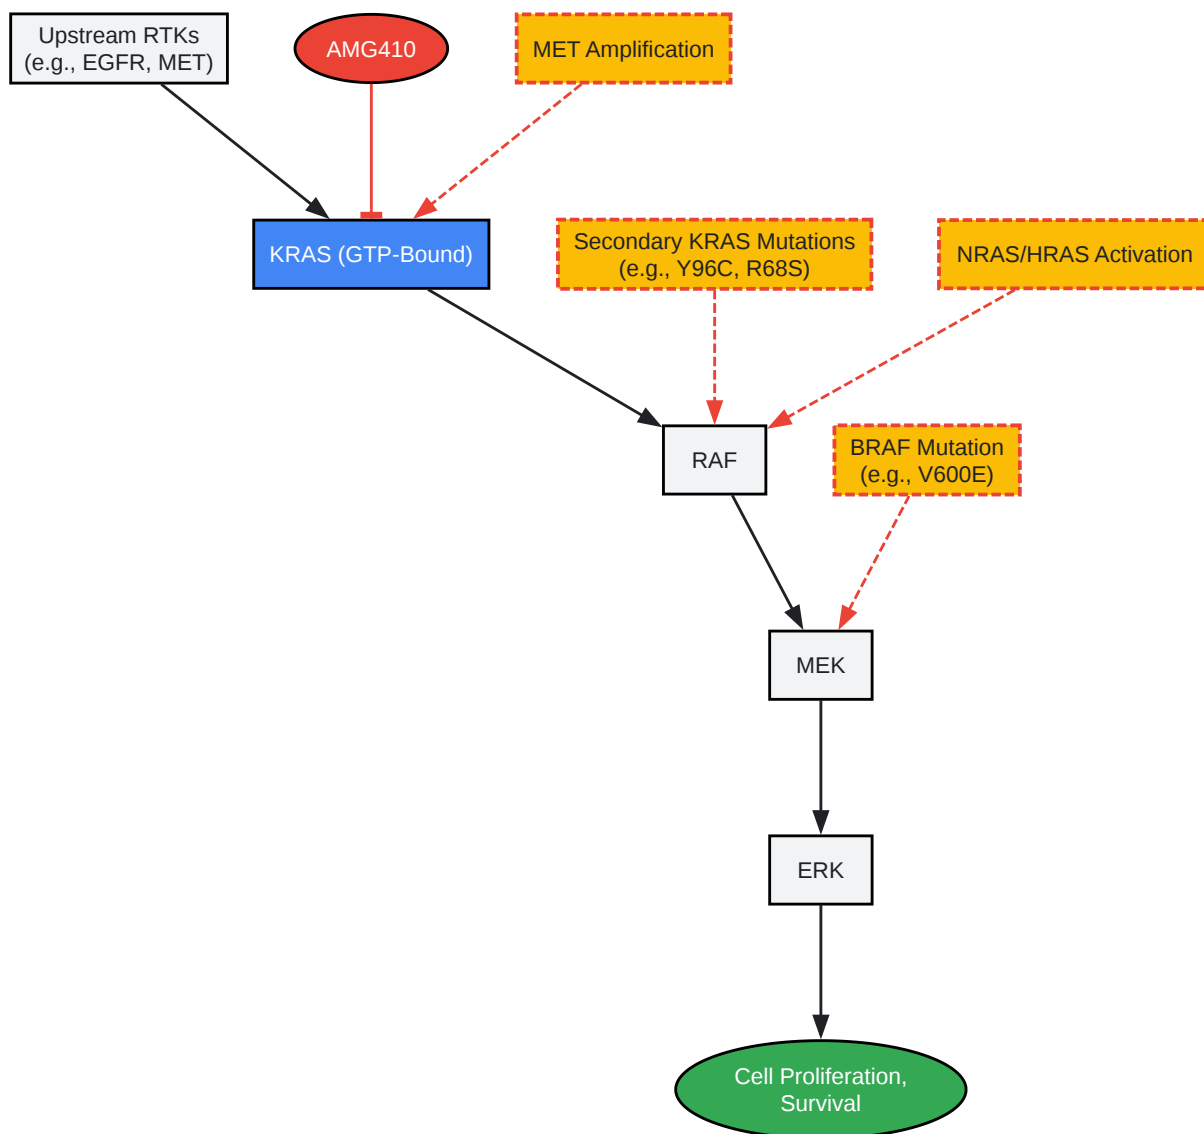 Upstream RTKs
(e.g., EGFR, MET)
AMG410
MET Amplification
KRAS (GTP-Bound)
Secondary KRAS Mutations
(e.g., Y96C, R68S)
NRAS/HRAS Activation
RAF
BRAF Mutation
(e.g., V600E)
MEK
ERK
Cell Proliferation,
Survival